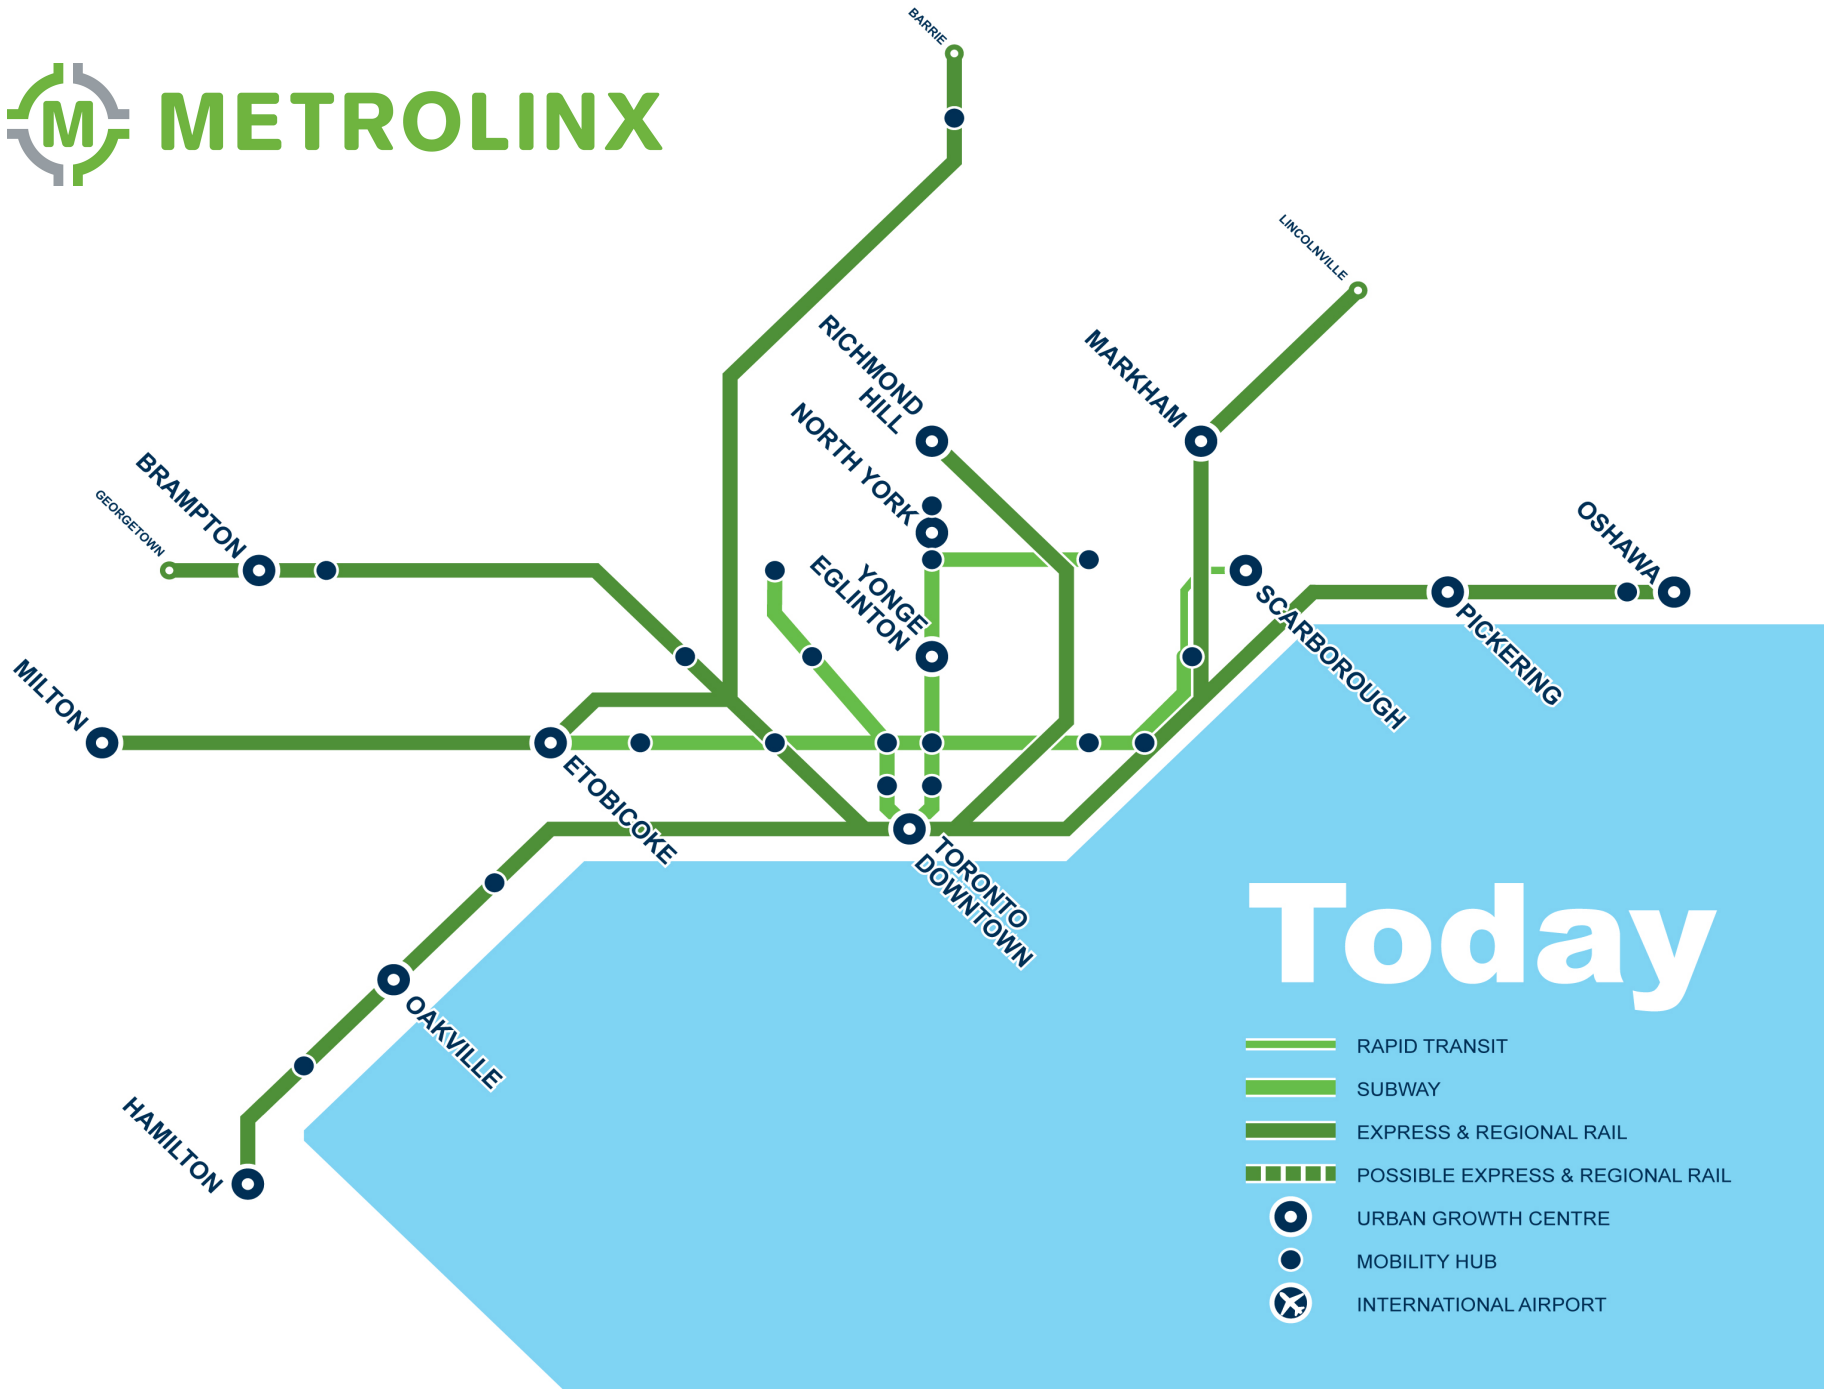 BARRIE
M METROLINX
LINCOLNVILLE
RICHMOND
HILL
MARKHAM
NORTH YORK
BRAMPTON
GEORGETOWN
YONGE
EGLINTON
OSHAWA
SCARBOROUGH
PICKERING
MILTON
ETOBICOKE
TORONTO
DOWNTOWN
OAKVILLE
HAMILTON
Today
RAPID TRANSIT
SUBWAY
EXPRESS & REGIONAL RAIL
POSSIBLE EXPRESS & REGIONAL RAIL
URBAN GROWTH CENTRE
MOBILITY HUB
INTERNATIONAL AIRPORT